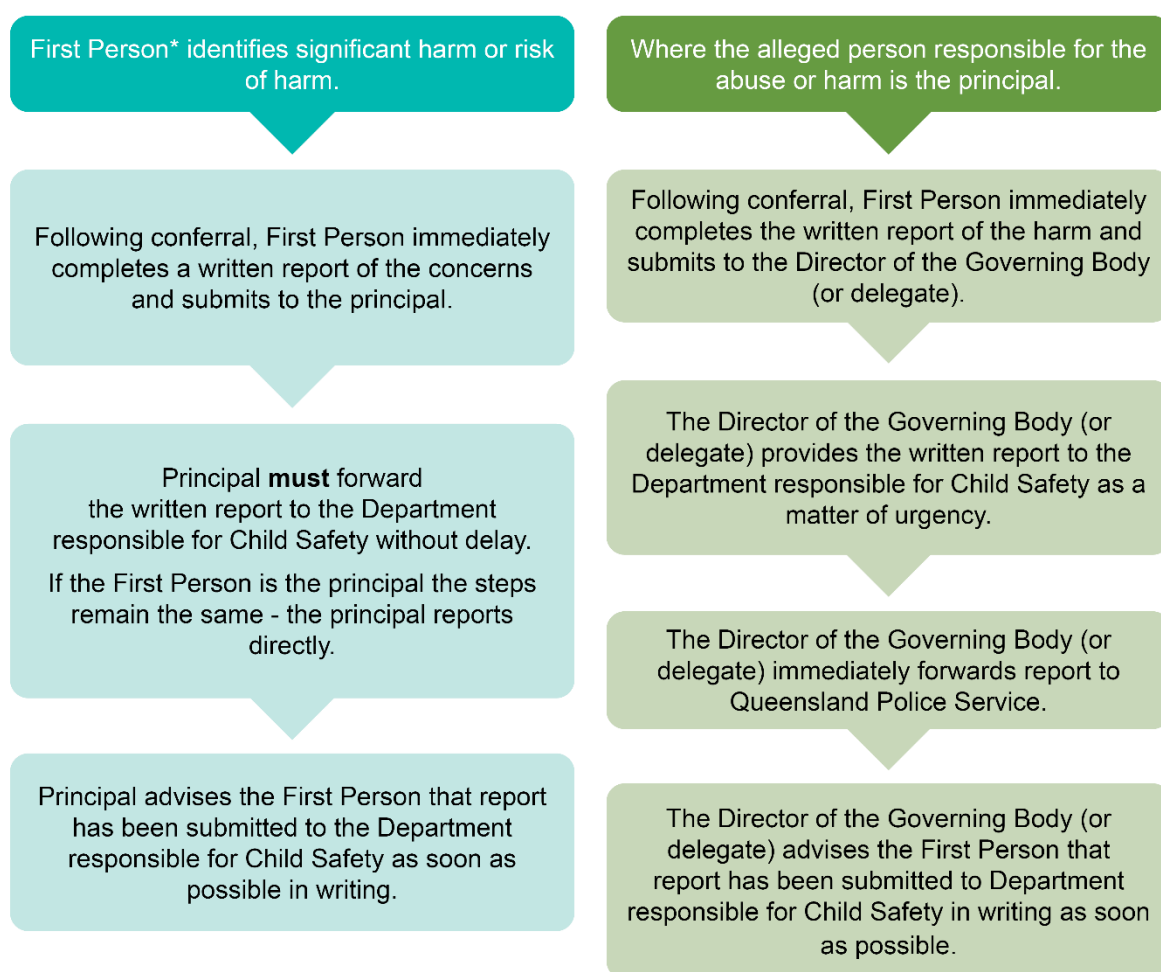 First Person* identifies significant harm or risk
of harm.
Following conferral, First Person immediately
completes a written report of the concerns
and submits to the principal.
Principal must forward
the written report to the Department
responsible for Child Safety without delay.
If the First Person is the principal the steps
remain the same - the principal reports
directly.
Principal advises the First Person that report
has been submitted to the Department
responsible for Child Safety as soon as
possible in writing.
Where the alleged person responsible for the
abuse or harm is the principal.
Following conferral, First Person immediately
completes the written report of the harm and
submits to the Director of the Governing Body
(or delegate).
The Director of the Governing Body (or
delegate) provides the written report to the
Department responsible for Child Safety as a
matter of urgency.
The Director of the Governing Body (or
delegate) immediately forwards report to
Queensland Police Service.
The Director of the Governing Body (or
delegate) advises the First Person that
report has been submitted to Department
responsible for Child Safety in writing as soon
as possible.